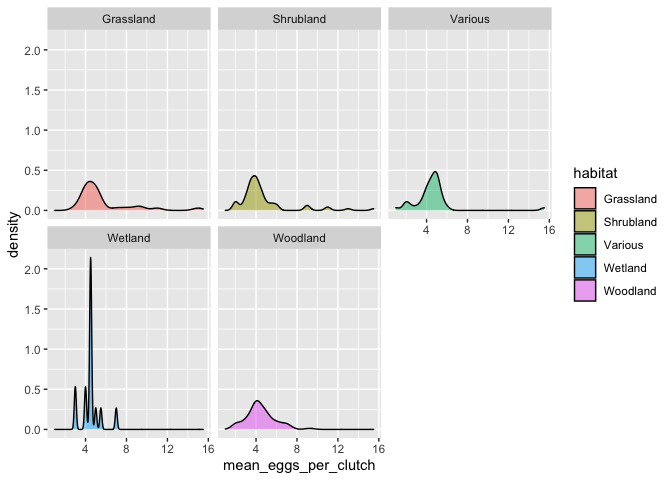 Grassland Shrubland Various
2.0
1.5
1.0
0.5
0.0
4 8 12 16
density
Wetland Woodland
2.0
1.5
1.0
0.5
0.0
4 8 12 16 4 8 12 16
mean_eggs_per_clutch
habitat
Grassland
Shrubland
Various
Wetland
Woodland